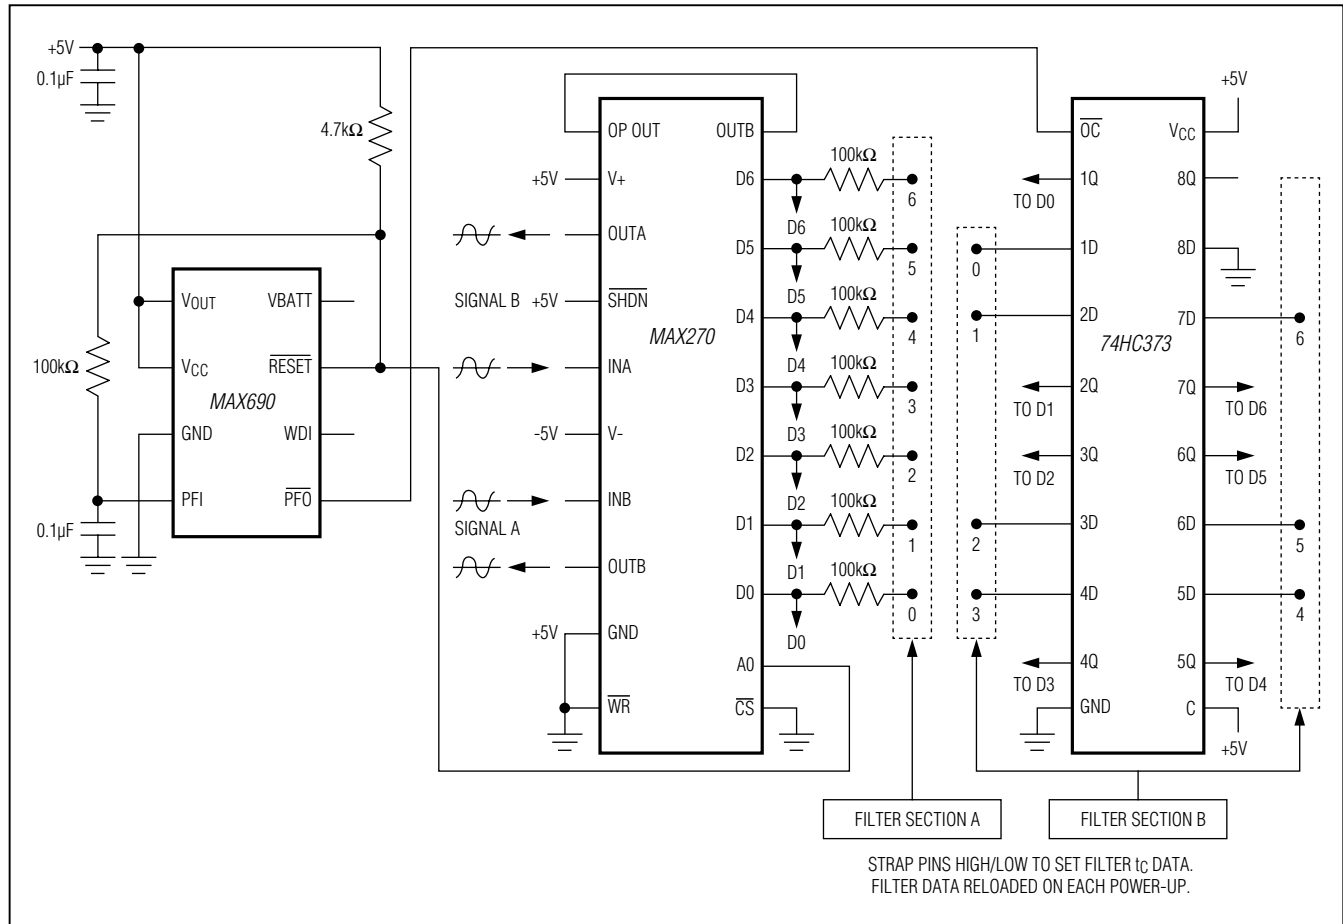 +5V
0.1µF
4.7kΩ
100kΩ
0.1µF
VOUT
VCC
GND
PFI
VBATT
RESET
WDI
PFO
MAX690
SIGNAL B
SIGNAL A
+5V
+5V
-5V
+5V
OP OUT
V+
OUTA
SHDN
INA
V-
INB
OUTB
GND
WR
MAX270
OUTB
D6
D5
D4
D3
D2
D1
D0
A0
CS
100kΩ
D6
6
100kΩ
D5
5
100kΩ
D4
4
100kΩ
D3
3
100kΩ
D2
2
100kΩ
D1
1
100kΩ
D0
0
0
1
2
3
TO D0
TO D1
TO D2
TO D3
OC
1Q
1D
2D
2Q
3Q
3D
4D
4Q
GND
74HC373
VCC
8Q
8D
7D
7Q
6Q
6D
5D
5Q
C
+5V
TO D6
TO D5
TO D4
+5V
6
5
4
FILTER SECTION A
FILTER SECTION B
STRAP PINS HIGH/LOW TO SET FILTER tC DATA.
FILTER DATA RELOADED ON EACH POWER-UP.